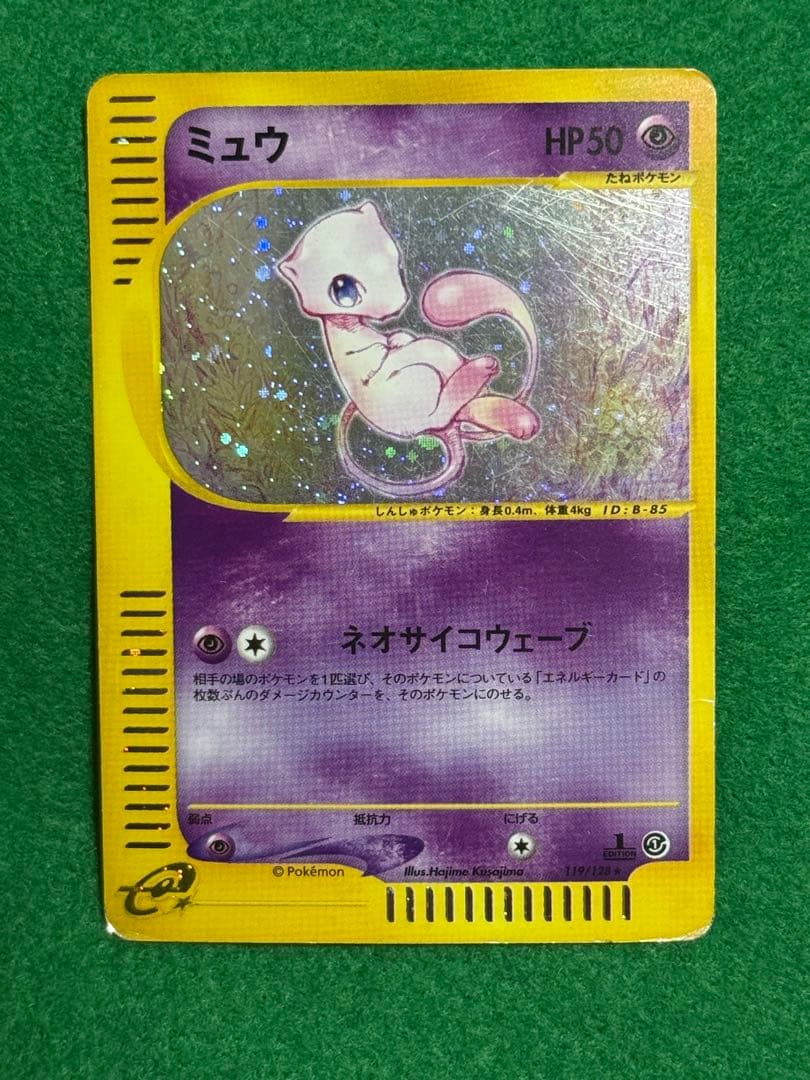 ミュウ HP50
たねポケモン
しんしゅポケモン：身長0.4m、体重4kg ID:B-85
ネオサイコウェーブ
相手の場のポケモンを1匹選び、そのポケモンについている「エネルギーカード」の
枚数ぶんのダメージカウンターを、そのポケモンにのせる。
弱点 抵抗力 にげる
1
EDITION
© Pokémon Illus.Hajime Kusajima 119/128 ★
e